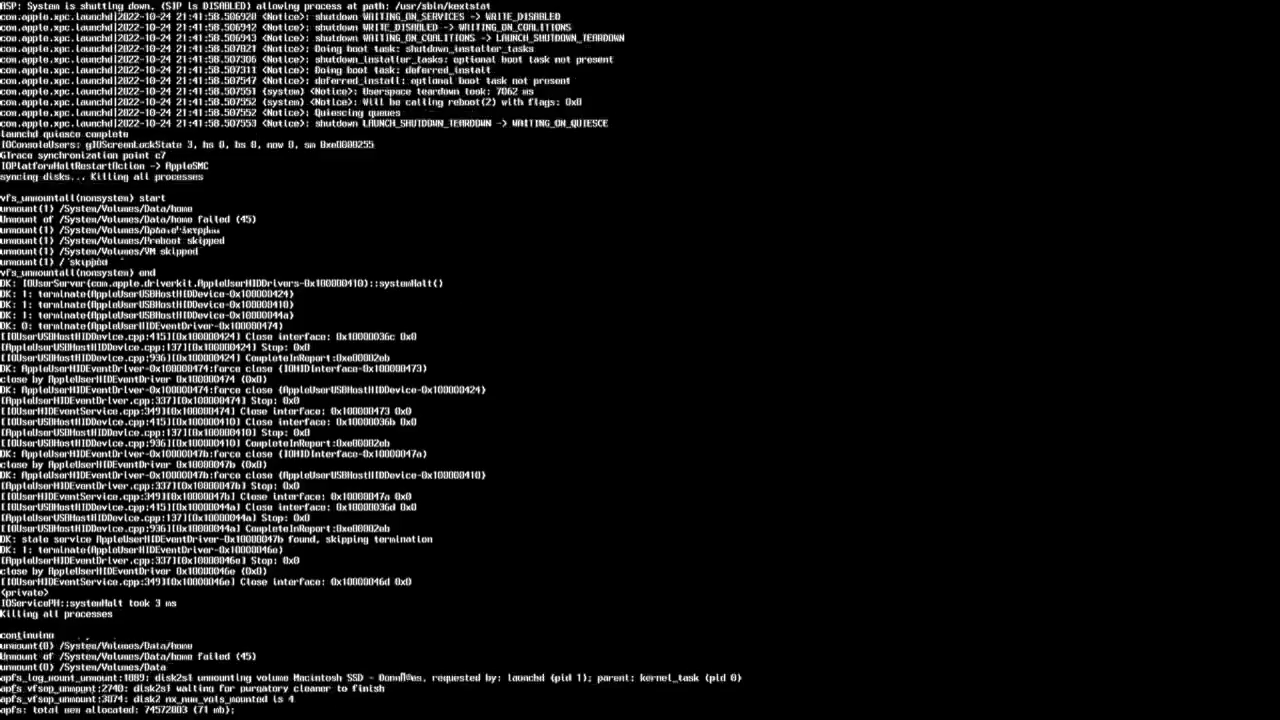 ASP: System is shutting down, (SIP is DISABLED) allowing process at path: /usr/sbin/kextstat
com.apple.xpc.launchd|2022-10-24 21:41:58.506920 <Notice>: shutdown WAITING_ON_SERVICES -> WRITE_DISABLED
com.apple.xpc.launchd|2022-10-24 21:41:58.506942 <Notice>: shutdown WRITE_DISABLED -> WAITING_ON_COALITIONS
com.apple.xpc.launchd|2022-10-24 21:41:58.506943 <Notice>: shutdown WAITING_ON_COALITIONS -> LAUNCH_SHUTDOWN_TEARDOWN
com.apple.xpc.launchd|2022-10-24 21:41:58.507021 <Notice>: Doing boot task: shutdown_installer_tasks
com.apple.xpc.launchd|2022-10-24 21:41:58.507306 <Notice>: shutdown_installer_tasks: optional boot task not present
com.apple.xpc.launchd|2022-10-24 21:41:58.507311 <Notice>: Doing boot task: deferred_install
com.apple.xpc.launchd|2022-10-24 21:41:58.507547 <Notice>: deferred_install: optional boot task not present
com.apple.xpc.launchd|2022-10-24 21:41:58.507551 (system) <Notice>: Userspace teardown took: 7062 ms
com.apple.xpc.launchd|2022-10-24 21:41:58.507552 (system) <Notice>: Will be calling reboot(2) with flags: 0x0
com.apple.xpc.launchd|2022-10-24 21:41:58.507552 <Notice>: Quiescing queues
com.apple.xpc.launchd|2022-10-24 21:41:58.507553 <Notice>: shutdown LAUNCH_SHUTDOWN_TEARDOWN -> WAITING_ON_QUIESCE
launchd quiesce complete
IOConsoleUsers: gIOScreenLockState 3, hs 0, bs 0, now 0, sm 0xe0000255
GTrace synchronization point c7
IOPlatformHaltRestartAction -> AppleSMC
syncing disks... Killing all processes
vfs_unmountall(nonsystem) start
unmount(1) /System/Volumes/Data/home
Unmount of /System/Volumes/Data/home failed (45)
unmount(1) /System/Volumes/
unmount(1) /System/Volumes/Preboot skipped
unmount(1) /System/Volumes/VM skipped
unmount(1) / skipped
vfs_unmountall(nonsystem) end
DK: IOUserServer(com.apple.driverkit.AppleUserHIDDrivers-0x100000410)::systemHalt()
DK: 1: terminate(AppleUserUSBHostHIDDevice-0x100000424)
DK: 1: terminate(AppleUserUSBHostHIDDevice-0x100000410)
DK: 1: terminate(AppleUserUSBHostHIDDevice-0x10000044a)
DK: 0: terminate(AppleUserHIDEventDriver-0x100000474)
[IOUserUSBHostHIDDevice.cpp:415][0x100000424] Close interface: 0x10000036c 0x0
[AppleUserUSBHostHIDDevice.cpp:137][0x100000424] Stop: 0x0
[IOUserUSBHostHIDDevice.cpp:936][0x100000424] CompleteInReport:0xe00002eb
DK: AppleUserHIDEventDriver-0x100000474:force close (IOHIDInterface-0x100000473)
close by AppleUserHIDEventDriver 0x100000474 (0x0)
DK: AppleUserHIDEventDriver-0x100000474:force close (AppleUserUSBHostHIDDevice-0x100000424)
[AppleUserHIDEventDriver.cpp:337][0x100000474] Stop: 0x0
[IOUserHIDEventService.cpp:349][0x100000474] Close interface: 0x100000473 0x0
[IOUserUSBHostHIDDevice.cpp:415][0x100000410] Close interface: 0x10000036b 0x0
[AppleUserUSBHostHIDDevice.cpp:137][0x100000410] Stop: 0x0
[IOUserUSBHostHIDDevice.cpp:936][0x100000410] CompleteInReport:0xe00002eb
DK: AppleUserHIDEventDriver-0x10000047b:force close (IOHIDInterface-0x10000047a)
close by AppleUserHIDEventDriver 0x10000047b (0x0)
DK: AppleUserHIDEventDriver-0x10000047b:force close (AppleUserUSBHostHIDDevice-0x100000410)
[AppleUserHIDEventDriver.cpp:337][0x10000047b] Stop: 0x0
[IOUserHIDEventService.cpp:349][0x10000047b] Close interface: 0x10000047a 0x0
[IOUserUSBHostHIDDevice.cpp:415][0x10000044a] Close interface: 0x10000036d 0x0
[AppleUserUSBHostHIDDevice.cpp:137][0x10000044a] Stop: 0x0
[IOUserUSBHostHIDDevice.cpp:936][0x10000044a] CompleteInReport:0xe00002eb
DK: stale service AppleUserHIDEventDriver-0x10000047b found, skipping termination
DK: 1: terminate(AppleUserHIDEventDriver-0x10000046e)
[AppleUserHIDEventDriver.cpp:337][0x10000046e] Stop: 0x0
close by AppleUserHIDEventDriver 0x10000046e (0x0)
[IOUserHIDEventService.cpp:349][0x10000046e] Close interface: 0x10000046d 0x0
<private>
IOServicePM::systemHalt took 3 ms
Killing all processes
continuing
unmount(0) /System/Volumes/Data/home
Unmount of /System/Volumes/Data/home failed (45)
unmount(0) /System/Volumes/Data
apfs_log_mount_unmount:1089: disk2s1 unmounting volume Macintosh SSD - requested by: launchd (pid 1); parent: kernel_task (pid 0)
apfs_vfsop_unmount:2740: disk2s1 waiting for purgatory cleaner to finish
apfs_vfsop_unmount:3074: disk2 nx_num_vols_mounted is 4
apfs: total mem allocated: 74572003 (71 mb);